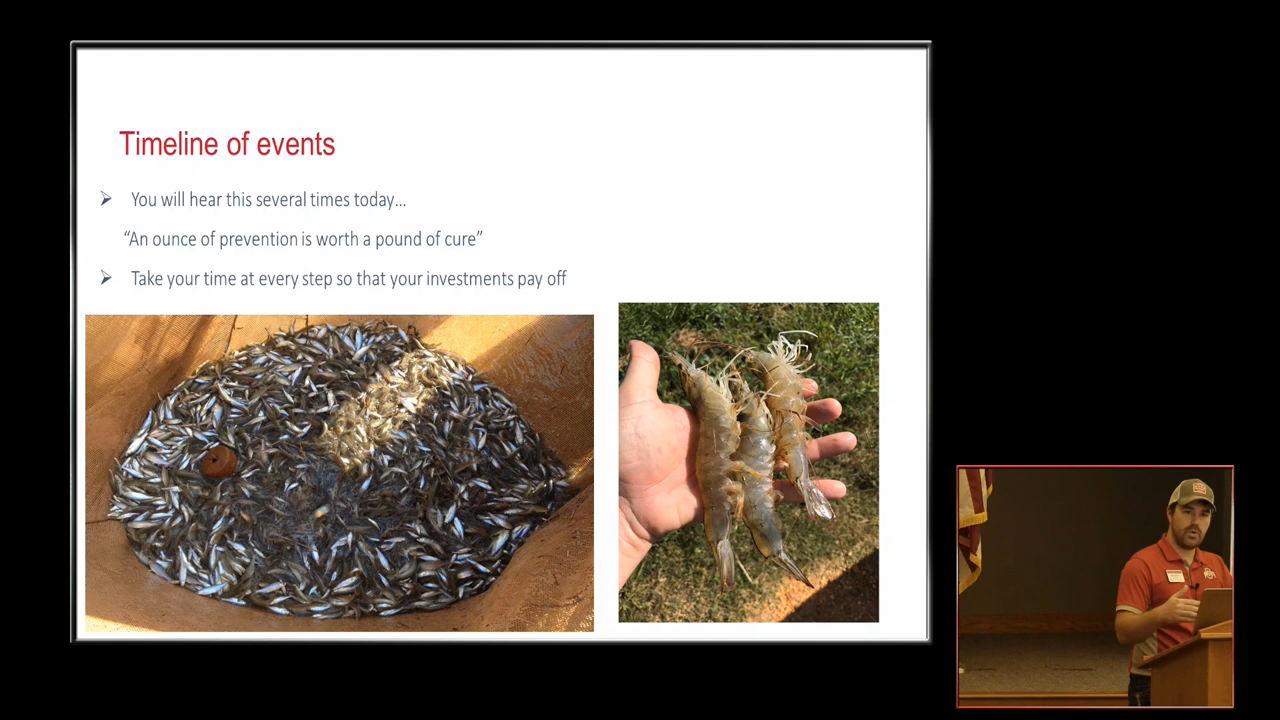 Timeline of events
➢ You will hear this several times today…
“An ounce of prevention is worth a pound of cure”
➢ Take your time at every step so that your investments pay off